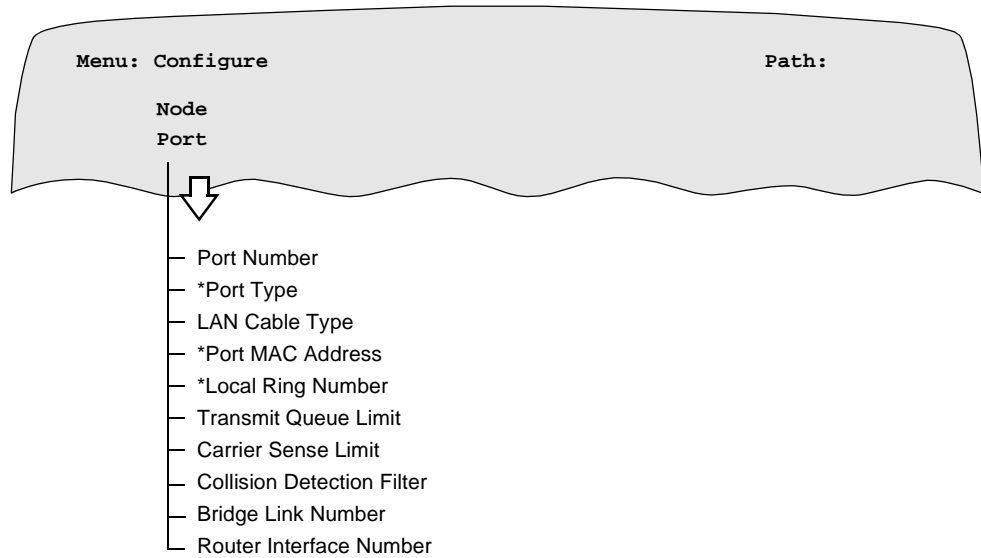 Menu: Configure Path:
Node
Port
Port Number
*Port Type
LAN Cable Type
*Port MAC Address
*Local Ring Number
Transmit Queue Limit
Carrier Sense Limit
Collision Detection Filter
Bridge Link Number
Router Interface Number